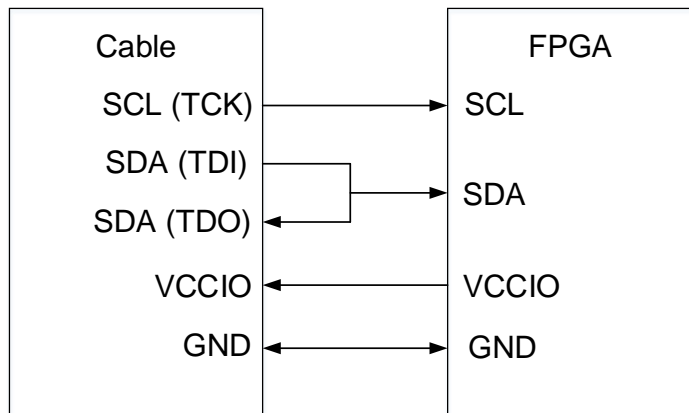 Cable
SCL (TCK)
SDA (TDI)
SDA (TDO)
VCCIO
GND
FPGA
SCL
SDA
VCCIO
GND